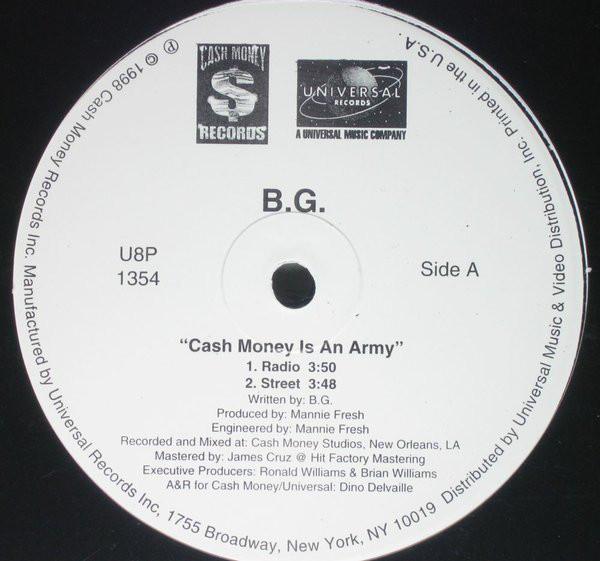 CASH MONEY
$
RECORDS
UNIVERSAL
RECORDS
A UNIVERSAL MUSIC COMPANY
B.G.
U8P
1354
Side A
“Cash Money Is An Army”
1. Radio 3:50
2. Street 3:48
Written by: B.G.
Produced by: Mannie Fresh
Engineered by: Mannie Fresh
Recorded and Mixed at: Cash Money Studios, New Orleans, LA
Mastered by: James Cruz @ Hit Factory Mastering
Executive Producers: Ronald Williams & Brian Williams
A&R for Cash Money/Universal: Dino Delvaille
℗ © 1998 Cash Money Records Inc. Manufactured by Universal Records Inc, 1755 Broadway, New York, NY 10019 Distributed by Universal Music & Video Distribution, Inc. Printed in the U.S.A